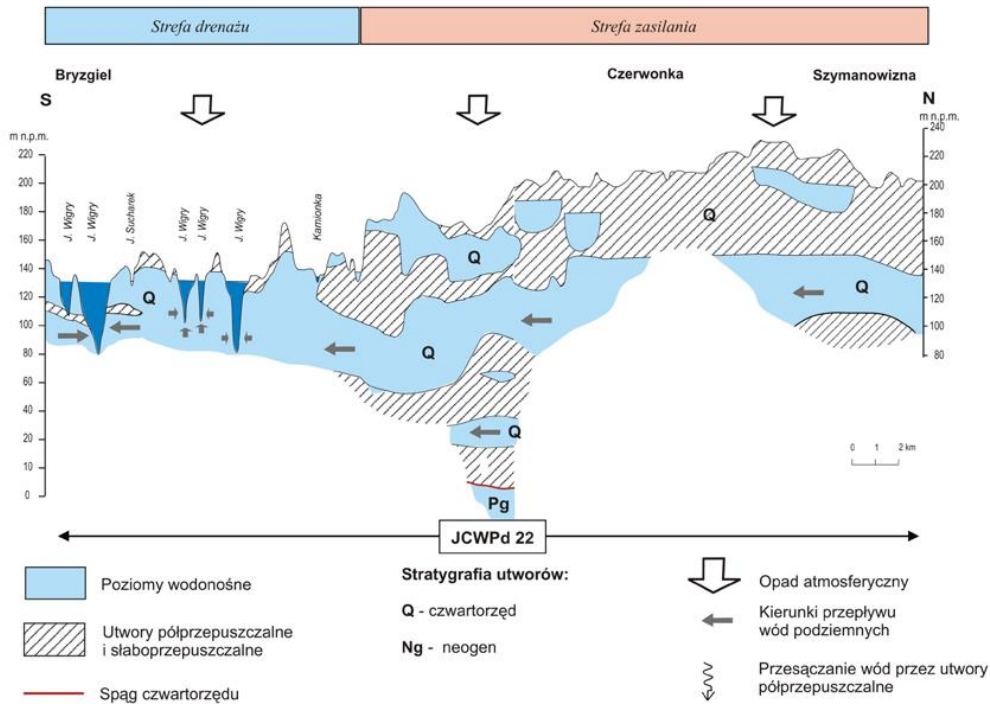 Strefa drenażu
Strefa zasilania
Bryzgiel
Czerwonka
Szymanowizna
S
N
m n.p.m.
m n.p.m.
240
220
220
200
200
180
180
160
160
140
140
120
120
100
100
80
80
60
40
20
10
0
J. Wigry
J. Wigry
J. Sucharek
J. Wigry
J. Wigry
J. Wigry
Kamionka
Q
Q
Q
Q
Q
Q
Pg
0 1 2 km
JCWPd 22
Poziomy wodonośne
Utwory półprzepuszczalne
i słaboprzepuszczalne
Spąg czwartorzędu
Stratygrafia utworów:
Q - czwartorzęd
Ng - neogen
Opad atmosferyczny
Kierunki przepływu
wód podziemnych
Przesączanie wód przez utwory
półprzepuszczalne